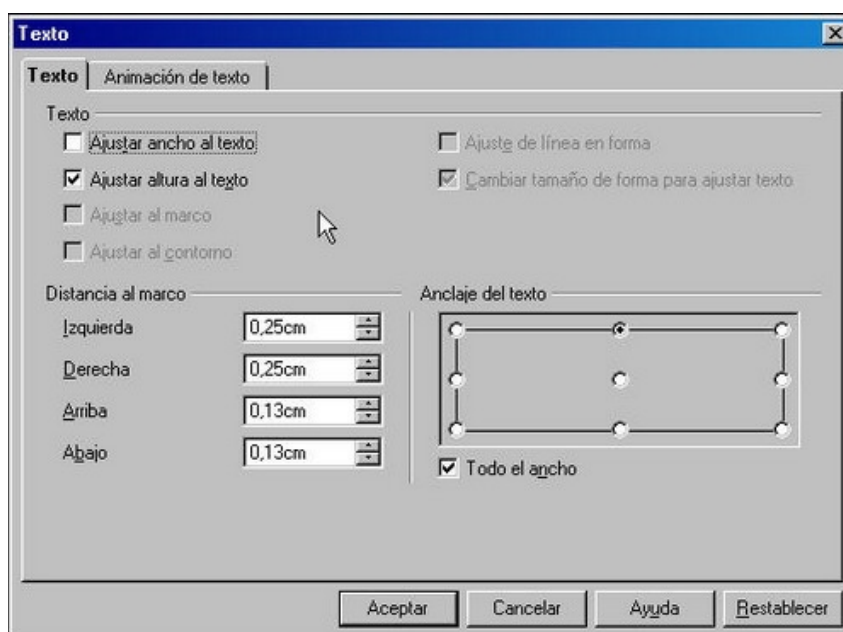 Texto
Texto Animación de texto
Texto
Ajustar ancho al texto
Ajuste de línea en forma
Ajustar altura al texto
Cambiar tamaño de forma para ajustar texto
Ajustar al marco
Ajustar al contorno
Distancia al marco
Izquierda 0,25cm
Derecha 0,25cm
Arriba 0,13cm
Abajo 0,13cm
Anclaje del texto
Todo el ancho
Aceptar Cancelar Ayuda Restablecer